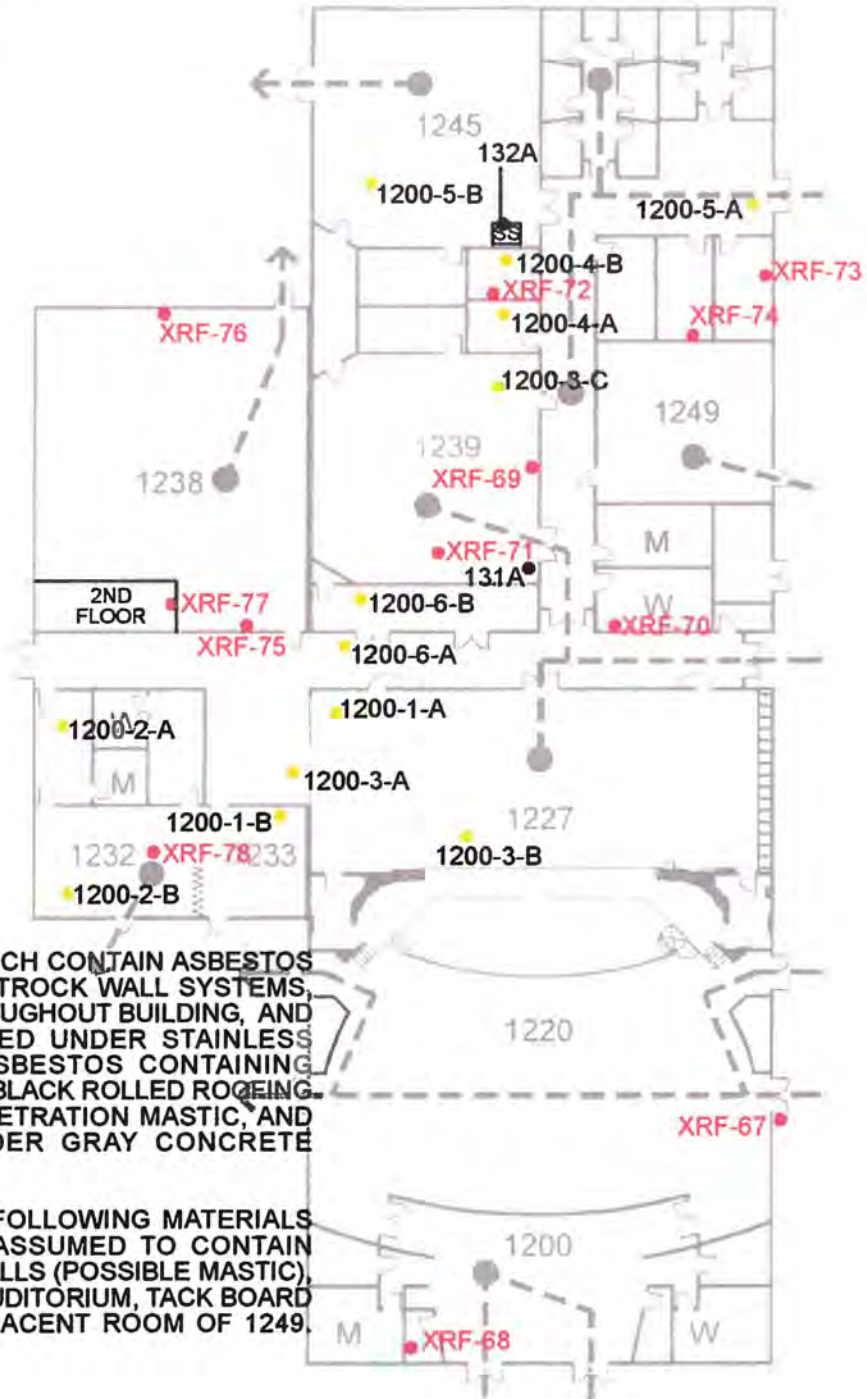 1245
132A
1200-5-B
1200-5-A
SS
1200-4-B
XRF-73
XRF-72
XRF-76
1200-4-A
XRF-74
1200-3-C
1249
1239
1238
XRF-69
M
XRF-71
131A
2ND
FLOOR
XRF-77
1200-6-B
W
XRF-75
XRF-70
1200-6-A
1200-1-A
1200-2-A
W
M
1200-3-A
1200-1-B
1227
1232
XRF-78
1233
1200-3-B
1200-2-B
CH CONTAIN ASBESTOS
TROCK WALL SYSTEMS,
UGHOUT BUILDING, AND
ED UNDER STAINLESS
SBESTOS CONTAINING
BLACK ROLLED ROOFING
ETRATION MASTIC, AND
DER GRAY CONCRETE
1220
XRF-67
FOLLOWING MATERIALS
ASSUMED TO CONTAIN
LLS (POSSIBLE MASTIC),
UDITORIUM, TACK BOARD
ACENT ROOM OF 1249.
1200
M
XRF-68
W